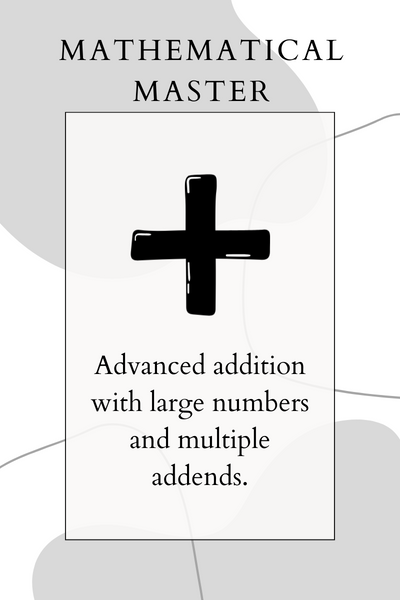 MATHEMATICAL
MASTER
Advanced addition
with large numbers
and multiple
addends.